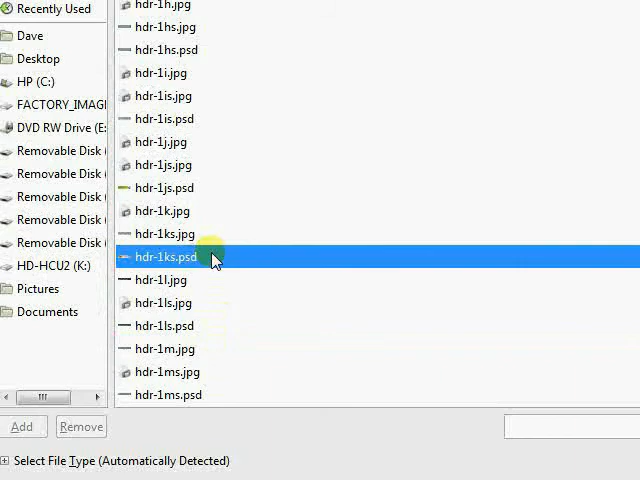 Recently Used
Dave
Desktop
HP (C:)
FACTORY_IMAG
DVD RW Drive (E:
Removable Disk (
Removable Disk (
Removable Disk (
Removable Disk (
Removable Disk (
HD-HCU2 (K:)
Pictures
Documents
hdr-1h.jpg
hdr-1hs.jpg
hdr-1hs.psd
hdr-1i.jpg
hdr-1is.jpg
hdr-1is.psd
hdr-1j.jpg
hdr-1js.jpg
hdr-1js.psd
hdr-1k.jpg
hdr-1ks.jpg
hdr-1ks.psd
hdr-1l.jpg
hdr-1ls.jpg
hdr-1ls.psd
hdr-1m.jpg
hdr-1ms.jpg
hdr-1ms.psd
Add
Remove
Select File Type (Automatically Detected)